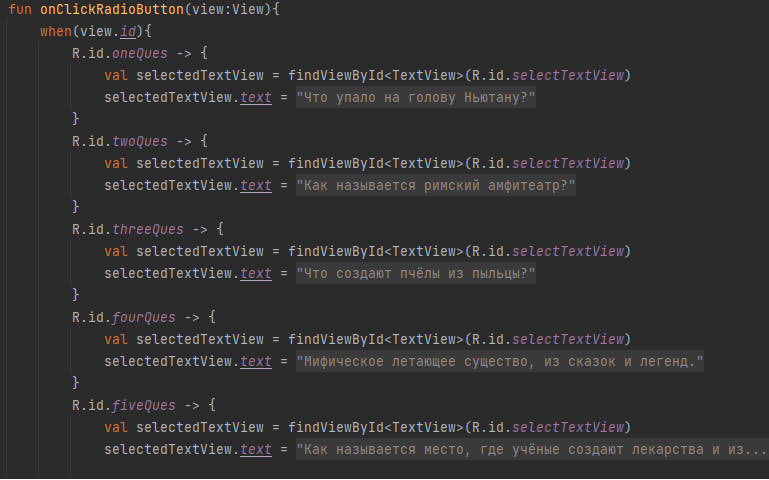 fun onClickRadioButton(view:View){
when(view.id){
R.id.oneQues -> {
val selectedTextView = findViewById<TextView>(R.id.selectTextView)
selectedTextView.text = "Что упало на голову Ньютану?"
}
R.id.twoQues -> {
val selectedTextView = findViewById<TextView>(R.id.selectTextView)
selectedTextView.text = "Как называется римский амфитеатр?"
}
R.id.threeQues -> {
val selectedTextView = findViewById<TextView>(R.id.selectTextView)
selectedTextView.text = "Что создают пчёлы из пыльцы?"
}
R.id.fourQues -> {
val selectedTextView = findViewById<TextView>(R.id.selectTextView)
selectedTextView.text = "Мифическое летающее существо, из сказок и легенд."
}
R.id.fiveQues -> {
val selectedTextView = findViewById<TextView>(R.id.selectTextView)
selectedTextView.text = "Как называется место, где учёные создают лекарства и из...